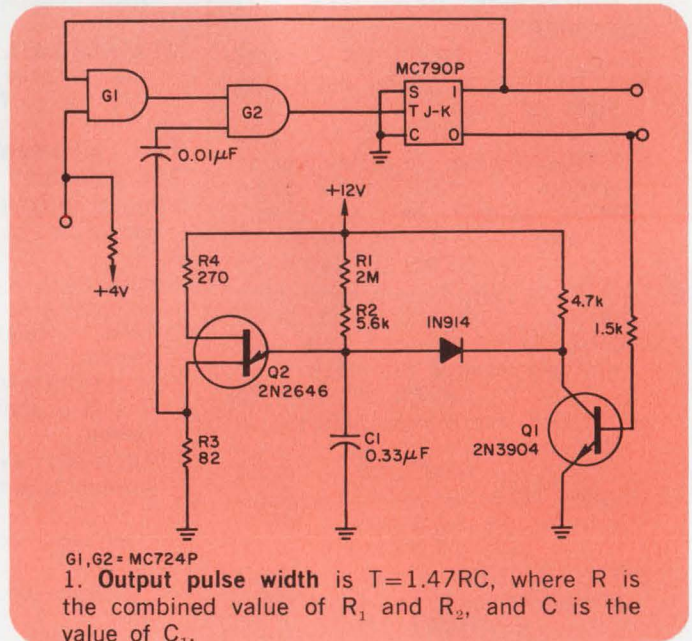 MC790P
G1
G2
S 1
T J-K
C 0
0.01μF
+12V
+4V
R4
270
R1
2M
R2
5.6k
1N914
4.7k
1.5k
Q2
2N2646
Q1
2N3904
R3
82
C1
0.33μF
G1,G2 = MC724P
1. Output pulse width is T=1.47RC, where R is
the combined value of R₁ and R₂, and C is the
value of C₁.